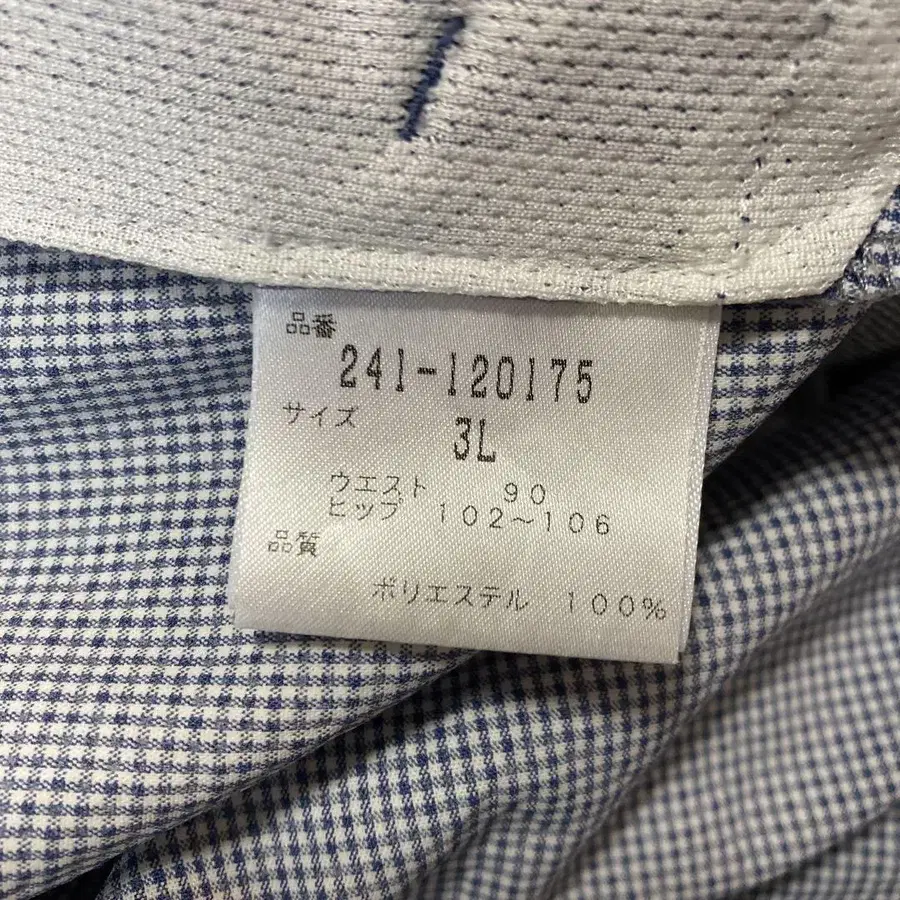 品番
241-120175
サイズ
3L
ウエスト 90
ヒップ 102~106
品質
ポリエステル 100%